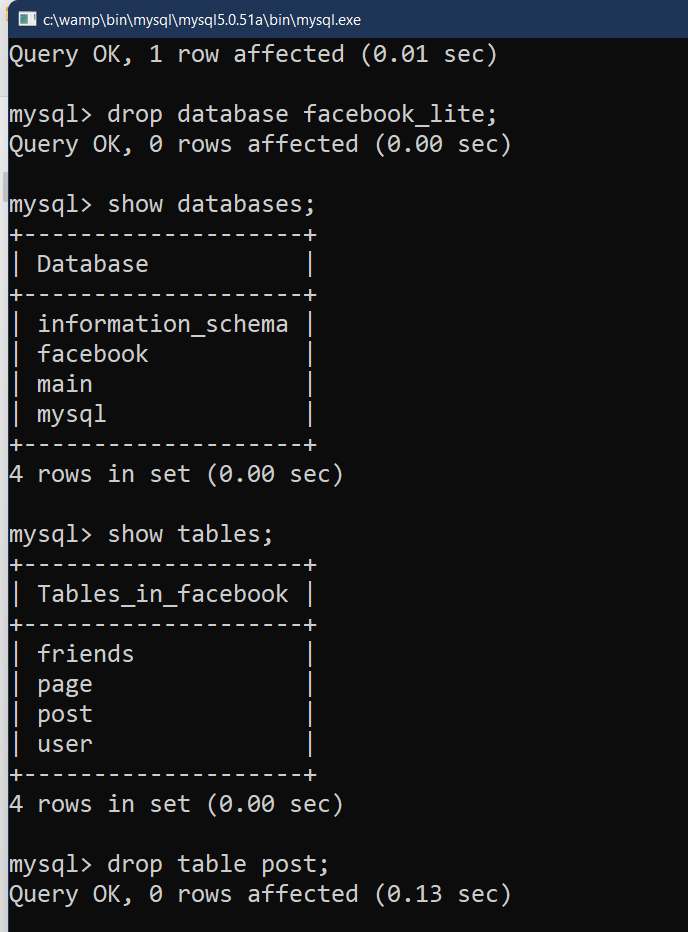 c:\wamp\bin\mysql\mysql5.0.51a\bin\mysql.exe
Query OK, 1 row affected (0.01 sec)
mysql> drop database facebook_lite;
Query OK, 0 rows affected (0.00 sec)
mysql> show databases;
+--------------------+
| Database           |
+--------------------+
| information_schema |
| facebook           |
| main               |
| mysql              |
+--------------------+
4 rows in set (0.00 sec)
mysql> show tables;
+--------------------+
| Tables_in_facebook |
+--------------------+
| friends            |
| page               |
| post               |
| user               |
+--------------------+
4 rows in set (0.00 sec)
mysql> drop table post;
Query OK, 0 rows affected (0.13 sec)